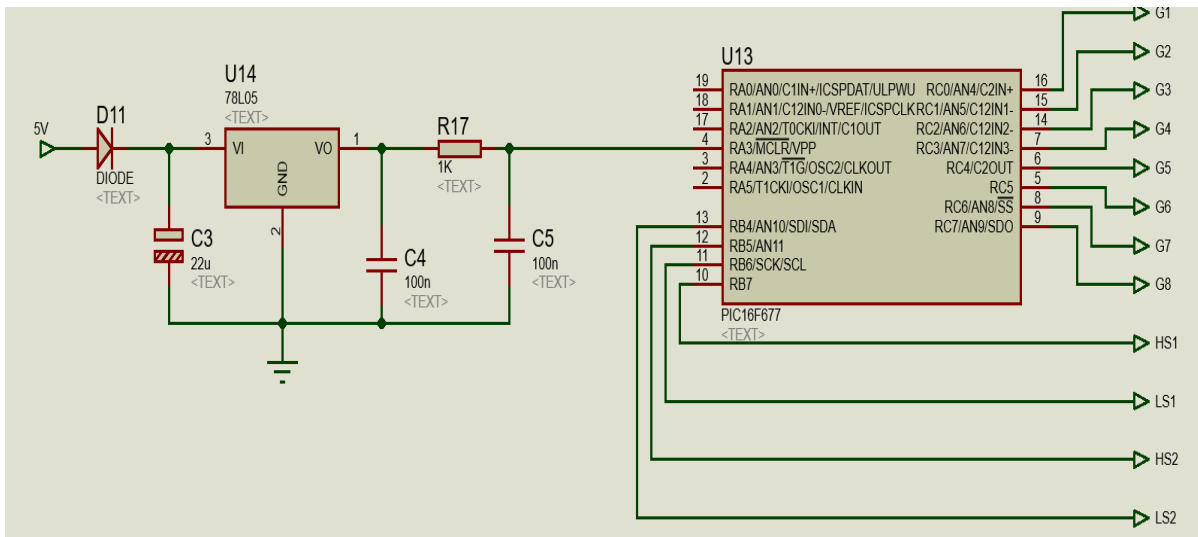 G1
U13
G2
U14
78L05
<TEXT>
19
RA0/AN0/C1IN+/ICSPDAT/ULPWU
RC0/AN4/C2IN+
16
D11
18
RA1/AN1/C12IN0-/VREF/ICSPCLK
RC1/AN5/C12IN1-
15
G3
5V
R17
17
RA2/AN2/T0CKI/INT/C1OUT
RC2/AN6/C12IN2-
14
G4
3
VI
VO
1
4
RA3/MCLR/VPP
RC3/AN7/C12IN3-
7
DIODE
<TEXT>
GND
1K
<TEXT>
3
RA4/AN3/T1G/OSC2/CLKOUT
RC4/C2OUT
6
G5
2
RA5/T1CKI/OSC1/CLKIN
RC5
5
RC6/AN8/SS
8
G6
2
13
RB4/AN10/SDI/SDA
RC7/AN9/SDO
9
C3
22u
<TEXT>
C4
100n
<TEXT>
C5
100n
<TEXT>
12
RB5/AN11
G7
11
RB6/SCK/SCL
10
RB7
G8
PIC16F677
<TEXT>
HS1
LS1
HS2
LS2